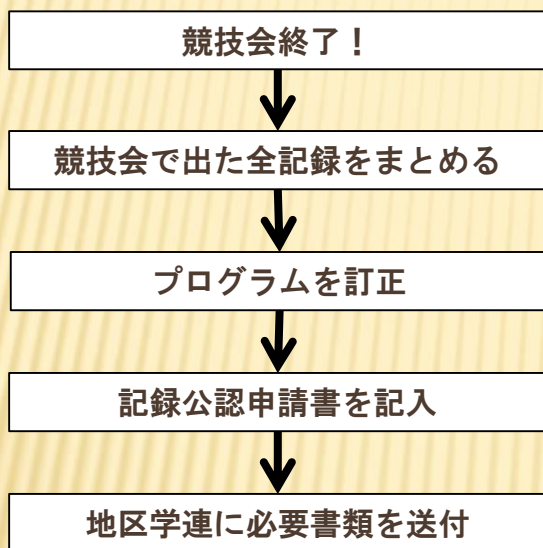 競技会終了！
競技会で出た全記録をまとめる
プログラムを訂正
記録公認申請書を記入
地区学連に必要書類を送付